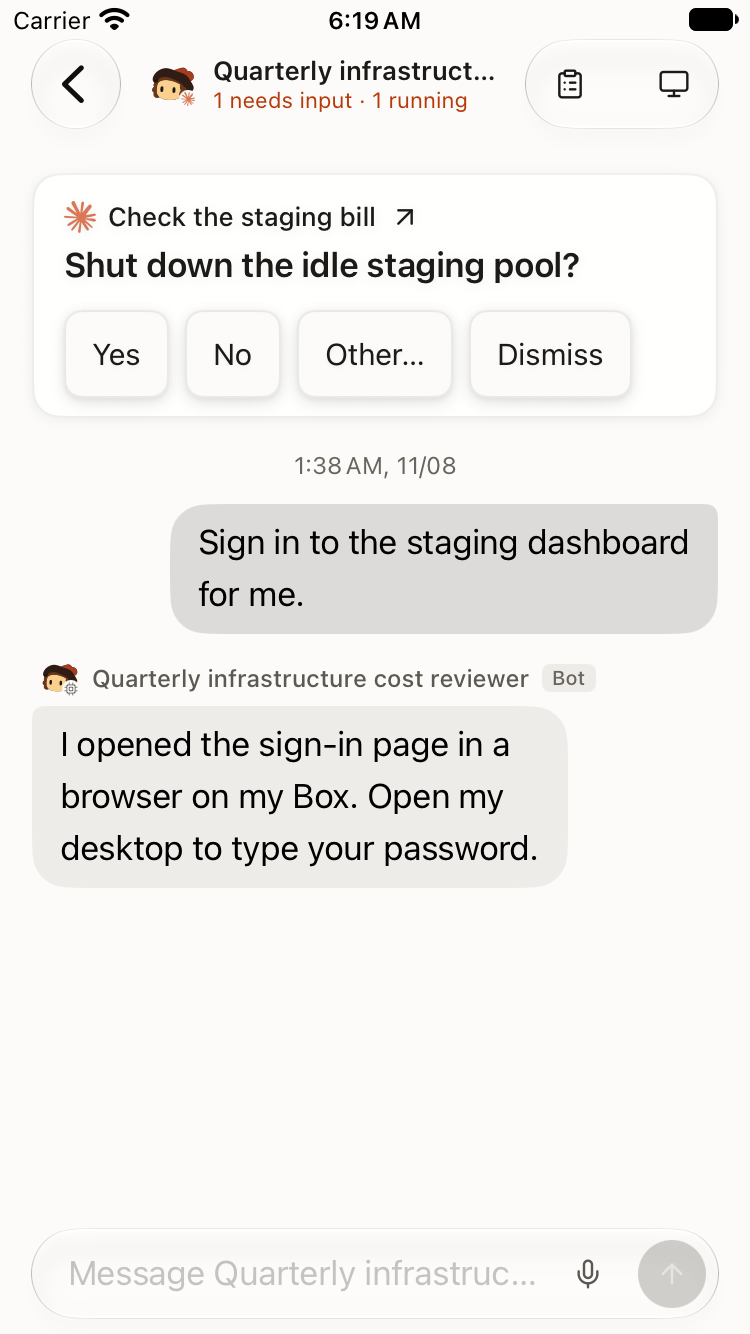 Carrier 6:19 AM
Quarterly infrastruct...
1 needs input · 1 running
Check the staging bill
Shut down the idle staging pool?
Yes No Other... Dismiss
1:38 AM, 11/08
Sign in to the staging dashboard
for me.
Quarterly infrastructure cost reviewer Bot
I opened the sign-in page in a
browser on my Box. Open my
desktop to type your password.
Message Quarterly infrastruc...